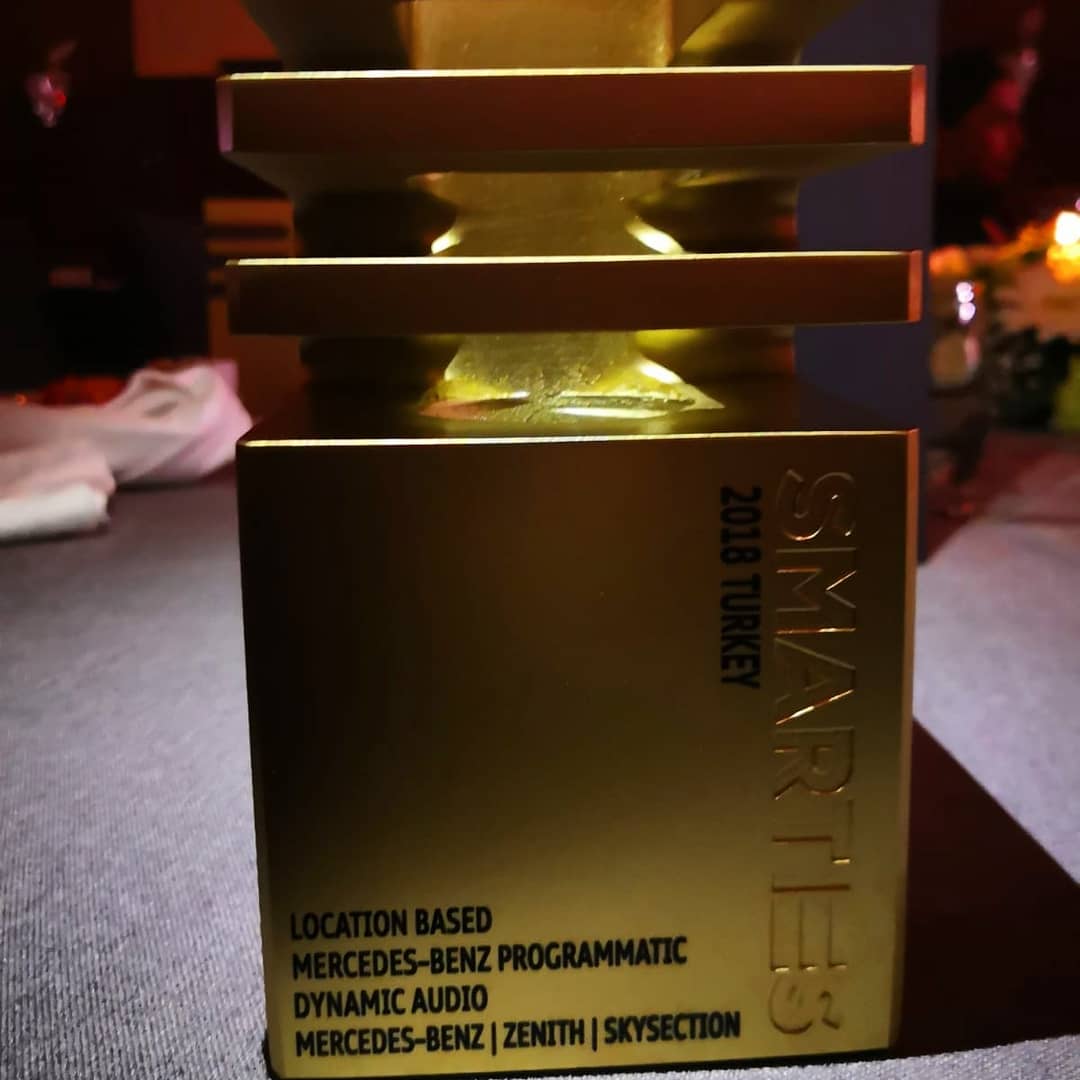 SMARTIES
2018 TURKEY
LOCATION BASED
MERCEDES-BENZ PROGRAMMATIC
DYNAMIC AUDIO
MERCEDES-BENZ | ZENITH | SKYSECTION